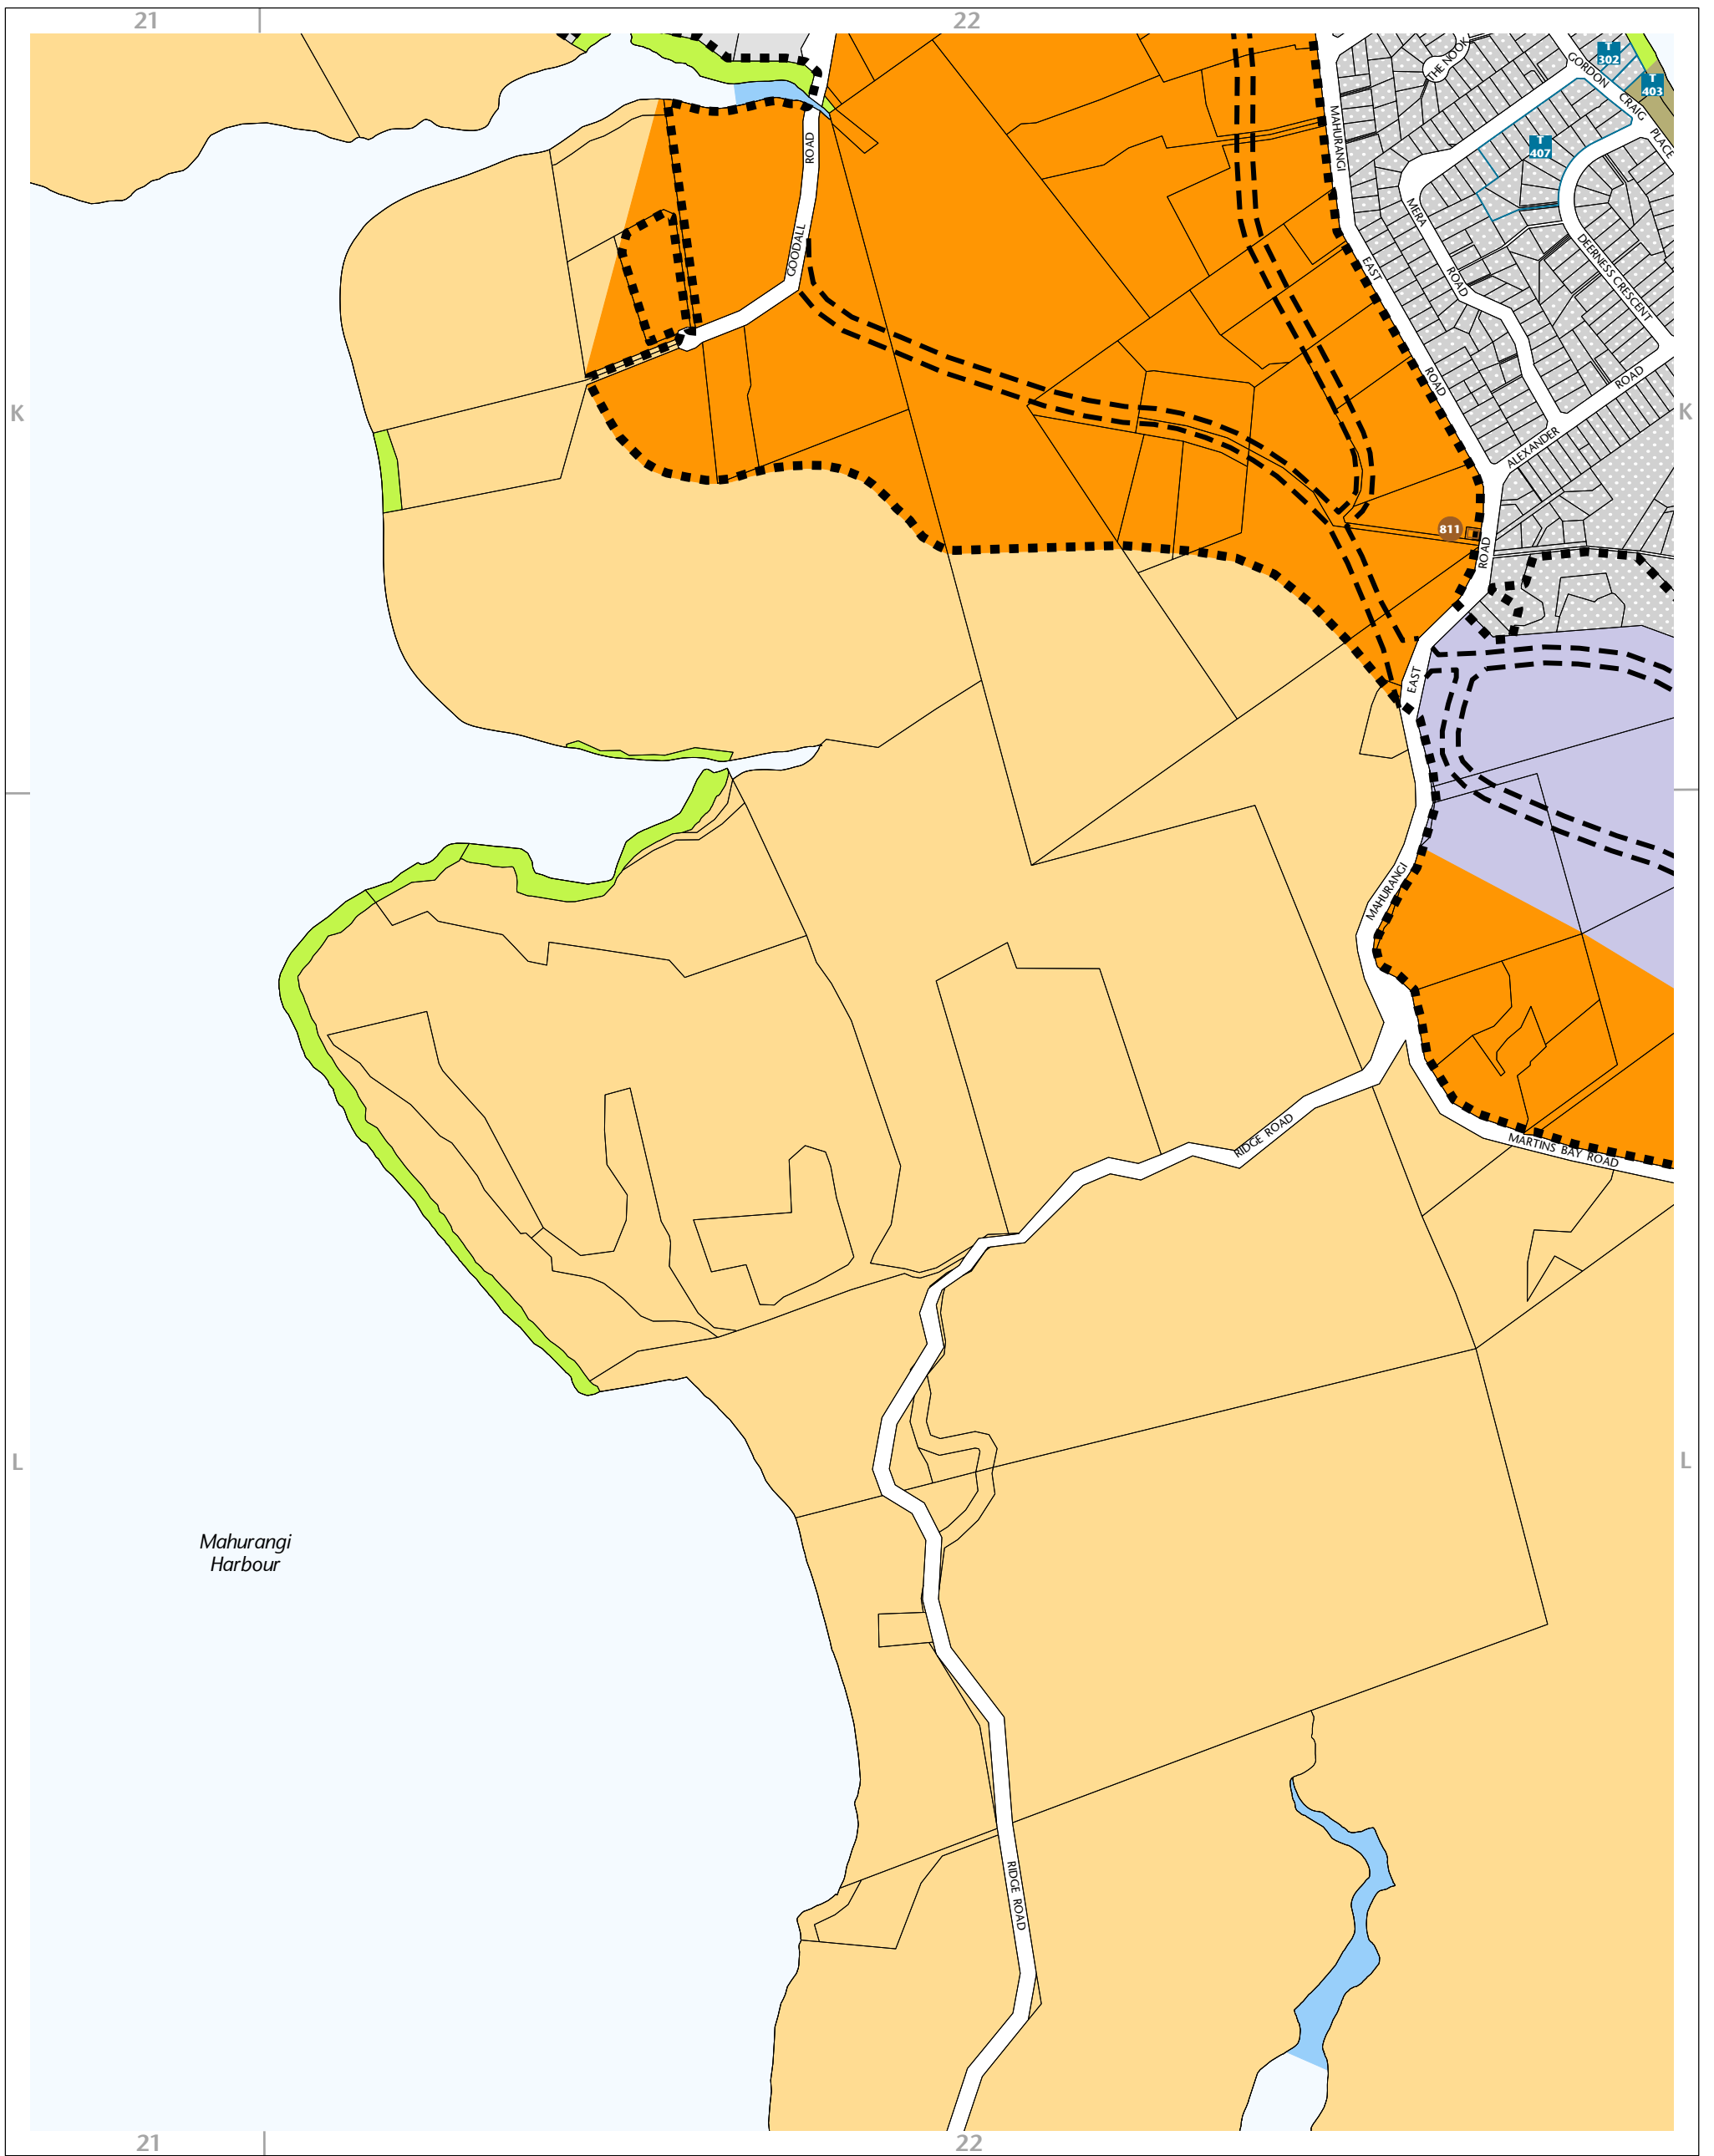 21
22
THE NOOK
GORDON
CRAIG
PLACE
T
302
T
403
T
407
MAHURANGI
EAST
ROAD
ROAD
GOODALL
MERA
ROAD
DEERNESS CRESCENT
ROAD
ALEXANDER
K
K
811
ROAD
EAST
MAHURANGI
RIDGE ROAD
MARTINS BAY ROAD
L
L
Mahurangi
Harbour
RIDGE ROAD
21
22